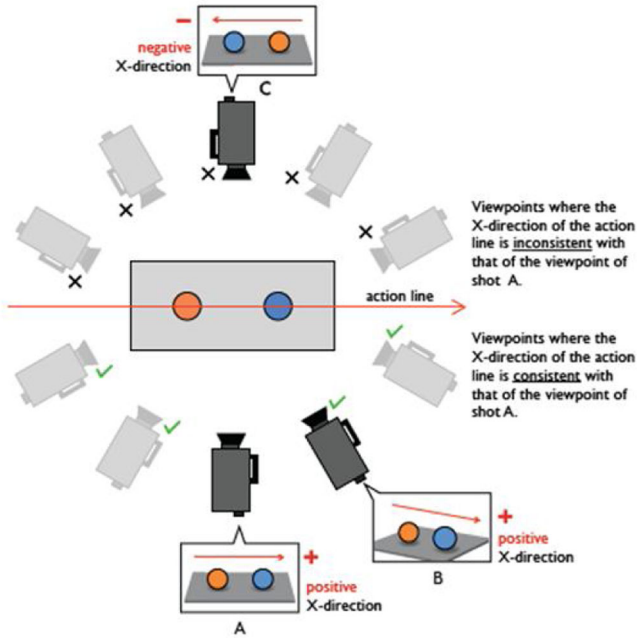 −
negative
X-direction
C
Viewpoints where the
X-direction of the action
line is inconsistent with
that of the viewpoint of
shot A.
action line
Viewpoints where the
X-direction of the action
line is consistent with
that of the viewpoint of
shot A.
+
positive
X-direction
B
+
positive
X-direction
A